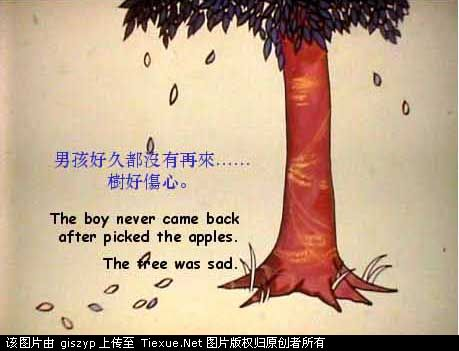 男孩好久都沒有再來……
樹好傷心。
The boy never came back
after picked the apples.
The tree was sad.
该图片由 giszyp 上传至 Tiexue.Net 图片版权归原创者所有